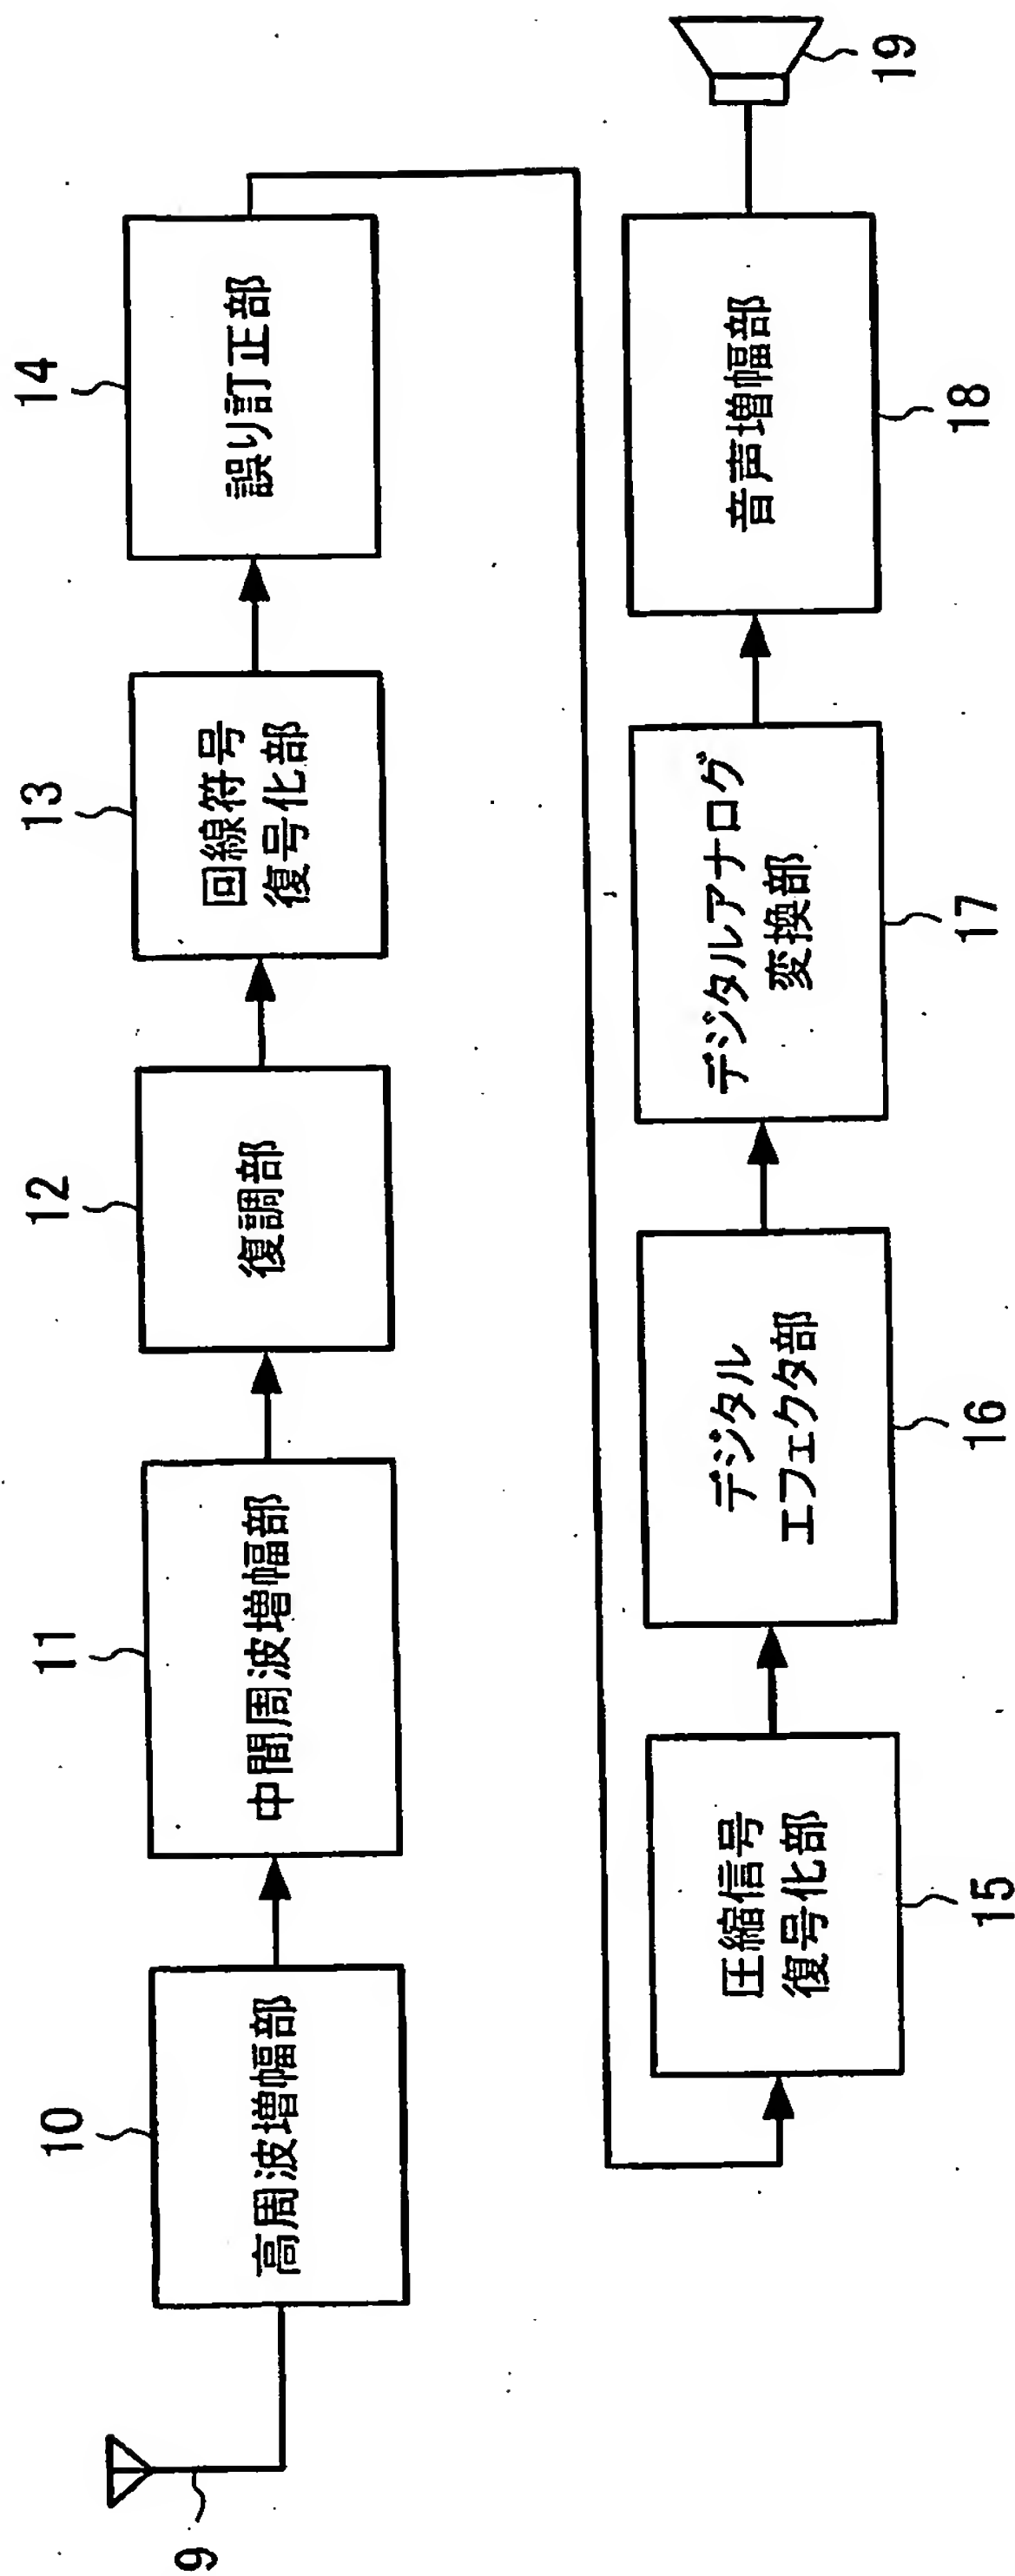 9
10
高周波増幅部
11
中間周波増幅部
12
復調部
13
回線符号
復号化部
14
誤り訂正部
圧縮信号
復号化部
15
デジタル
エフェクタ部
16
デジタルアナログ
変換部
17
音声増幅部
18
19